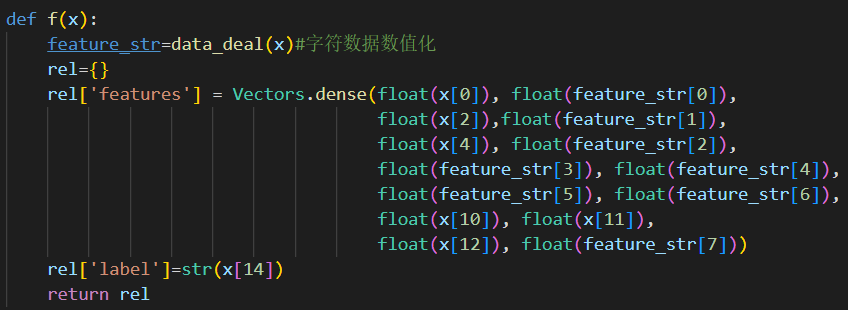 def f(x):
    feature_str=data_deal(x)#字符数据数值化
    rel={}
    rel['features'] = Vectors.dense(float(x[0]), float(feature_str[0]),
                                float(x[2]),float(feature_str[1]),
                                float(x[4]), float(feature_str[2]),
                                float(feature_str[3]), float(feature_str[4]),
                                float(feature_str[5]), float(feature_str[6]),
                                float(x[10]), float(x[11]),
                                float(x[12]), float(feature_str[7]))
    rel['label']=str(x[14])
    return rel